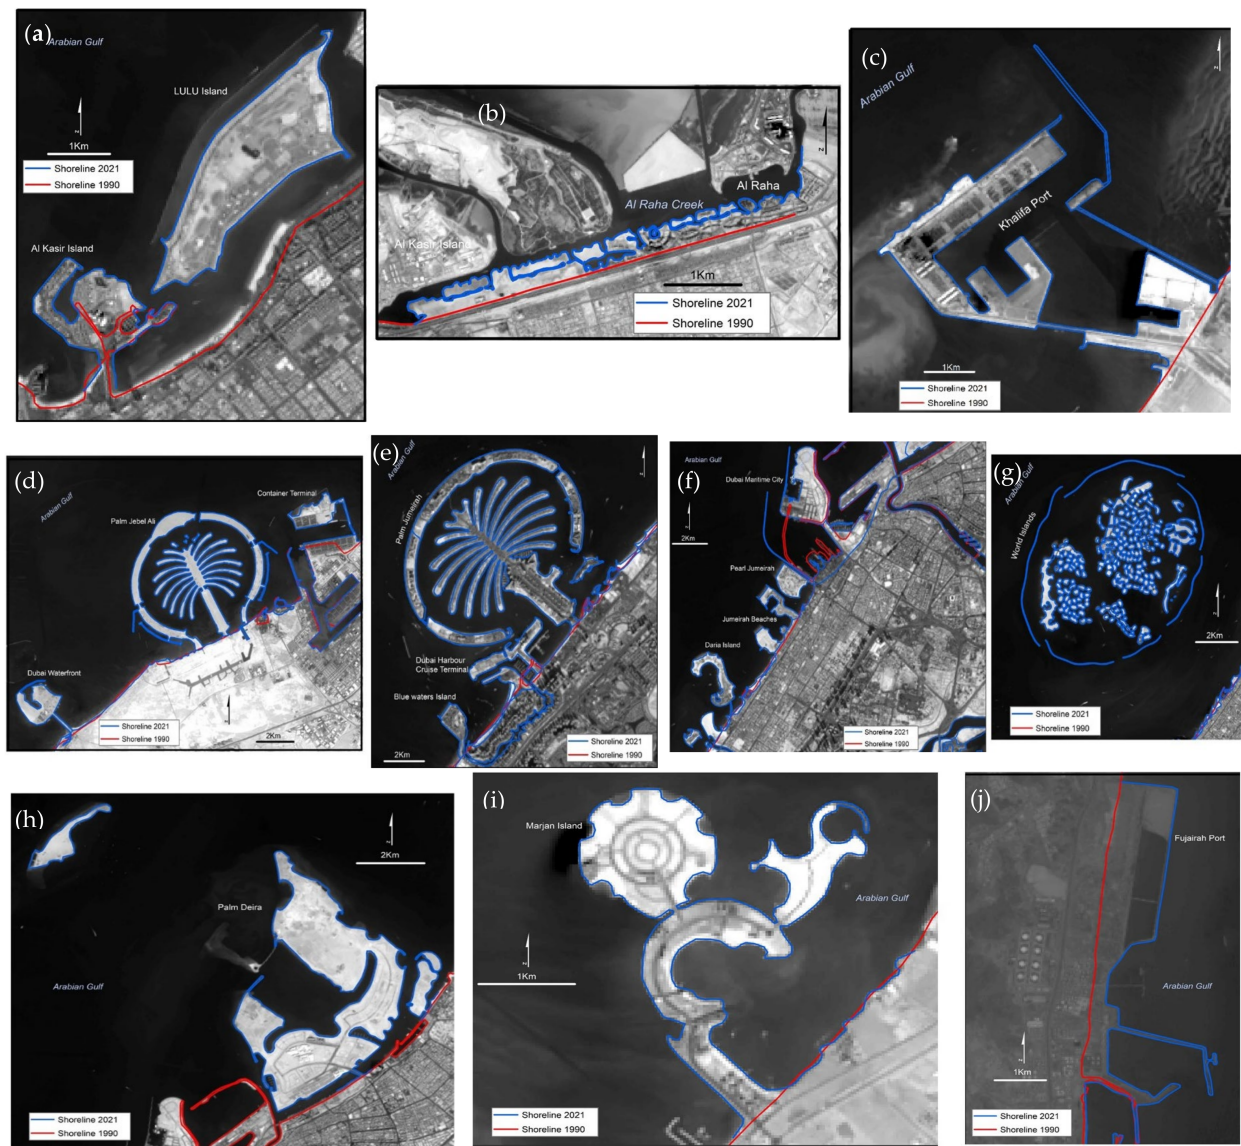 (a)
Arabian Gulf
LULU Island
1Km
Shoreline 2021
Shoreline 1990
Al Kasir Island
(b)
Al Raha
Al Raha Creek
Al Kasir Island
1Km
Shoreline 2021
Shoreline 1990
(c)
Arabian Gulf
Khalifa Port
1Km
Shoreline 2021
Shoreline 1990
(d)
Arabian Gulf
Container Terminal
Palm Jebel Ali
Dubai Waterfront
Shoreline 2021
Shoreline 1990
2Km
(e)
Arabian Gulf
Palm Jumeirah
Dubai Harbour
Cruise Terminal
Blue waters Island
2Km
Shoreline 2021
Shoreline 1990
(f)
Arabian Gulf
Dubai Maritime City
2Km
Pearl Jumeirah
Jumeirah Beaches
Daria Island
Shoreline 2021
Shoreline 1990
(g)
Arabian Gulf
World Islands
2Km
Shoreline 2021
Shoreline 1990
(h)
2Km
Palm Deira
Arabian Gulf
Shoreline 2021
Shoreline 1990
(i)
Marjan Island
Arabian Gulf
1Km
Shoreline 2021
Shoreline 1990
(j)
Fujairah Port
Arabian Gulf
1Km
Shoreline 2021
Shoreline 1990